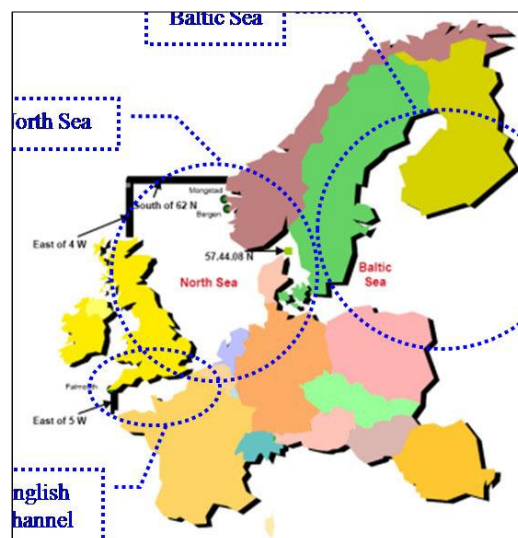 Baltic Sea
North Sea
Mongstad
South of 62 N
Bergen
East of 4 W
57.44.08 N
North Sea
Baltic
Sea
Falmouth
East of 5 W
nglish
hannel